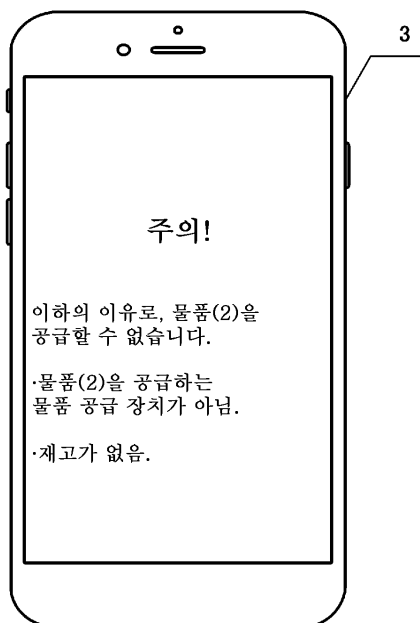 3
주의!
이하의 이유로, 물품(2)을
공급할 수 없습니다.
·물품(2)을 공급하는
물품 공급 장치가 아님.
·재고가 없음.